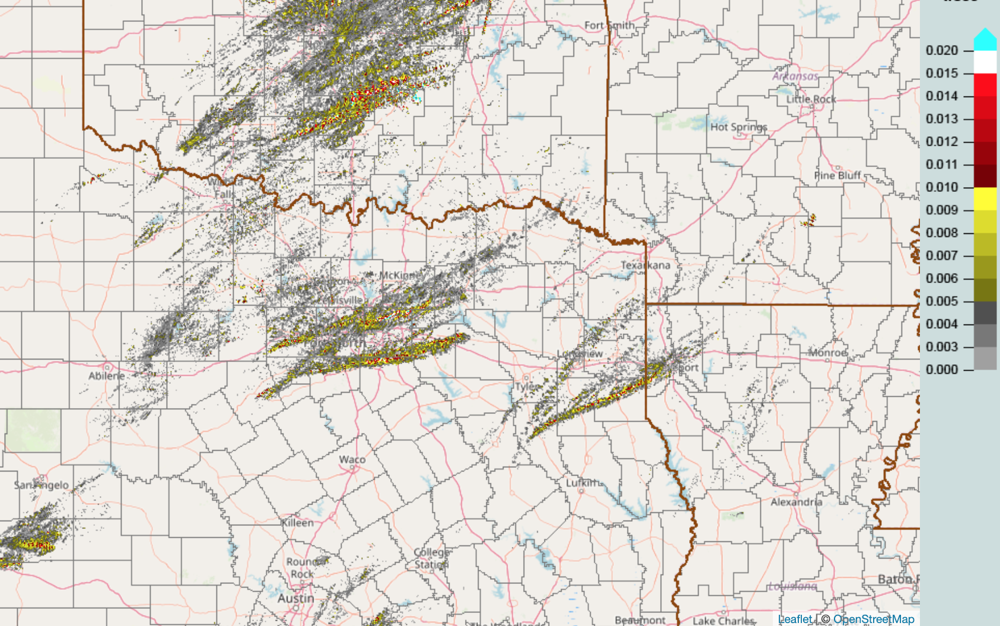 Fort Smith
Arkansas
Little Rock
Hot Springs
Pine Bluff
Falls
Texarkana
McKinney
Abilene
Longview
Monroe
Tyler
Waco
San Angelo
Lufkin
Alexandria
Killeen
College
Station
Round
Rock
Austin
Louisiana
Baton
Beaumont
Lake Charles
0.020
0.015
0.014
0.013
0.012
0.011
0.010
0.009
0.008
0.007
0.006
0.005
0.004
0.003
0.000
Leaflet | © OpenStreetMap